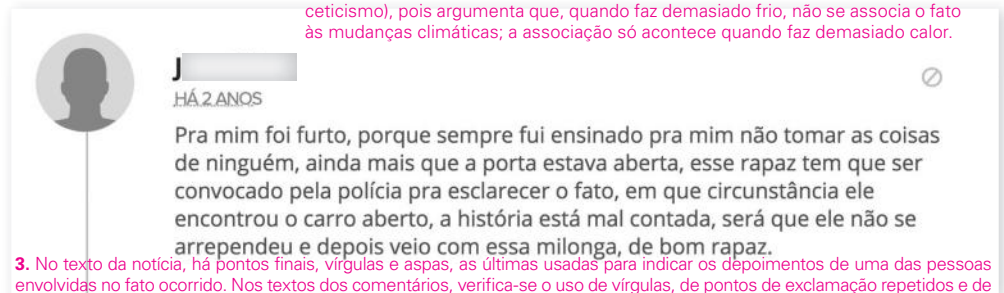 ceticismo), pois argumenta que, quando faz demasiado frio, não se associa o fato
às mudanças climáticas; a associação só acontece quando faz demasiado calor.
J
HÁ 2 ANOS
Pra mim foi furto, porque sempre fui ensinado pra mim não tomar as coisas
de ninguém, ainda mais que a porta estava aberta, esse rapaz tem que ser
convocado pela polícia pra esclarecer o fato, em que circunstância ele
encontrou o carro aberto, a história está mal contada, será que ele não se
arrependeu e depois veio com essa milonga, de bom rapaz.
3. No texto da notícia, há pontos finais, vírgulas e aspas, as últimas usadas para indicar os depoimentos de uma das pessoas
envolvidas no fato ocorrido. Nos textos dos comentários, verifica-se o uso de vírgulas, de pontos de exclamação repetidos e de